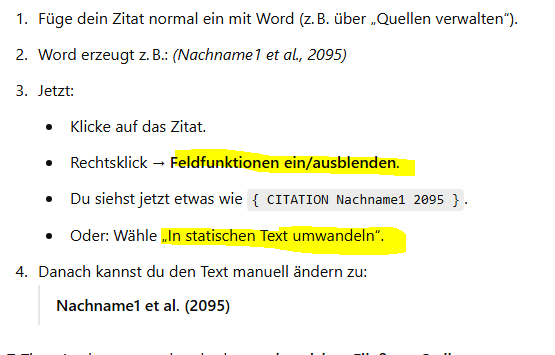 1. Füge dein Zitat normal ein mit Word (z. B. über „Quellen verwalten“).
2. Word erzeugt z. B.: (Nachname1 et al., 2095)
3. Jetzt:
• Klicke auf das Zitat.
• Rechtsklick → Feldfunktionen ein/ausblenden.
• Du siehst jetzt etwas wie { CITATION Nachname1 2095 }.
• Oder: Wähle „In statischen Text umwandeln“.
4. Danach kannst du den Text manuell ändern zu:
Nachname1 et al. (2095)